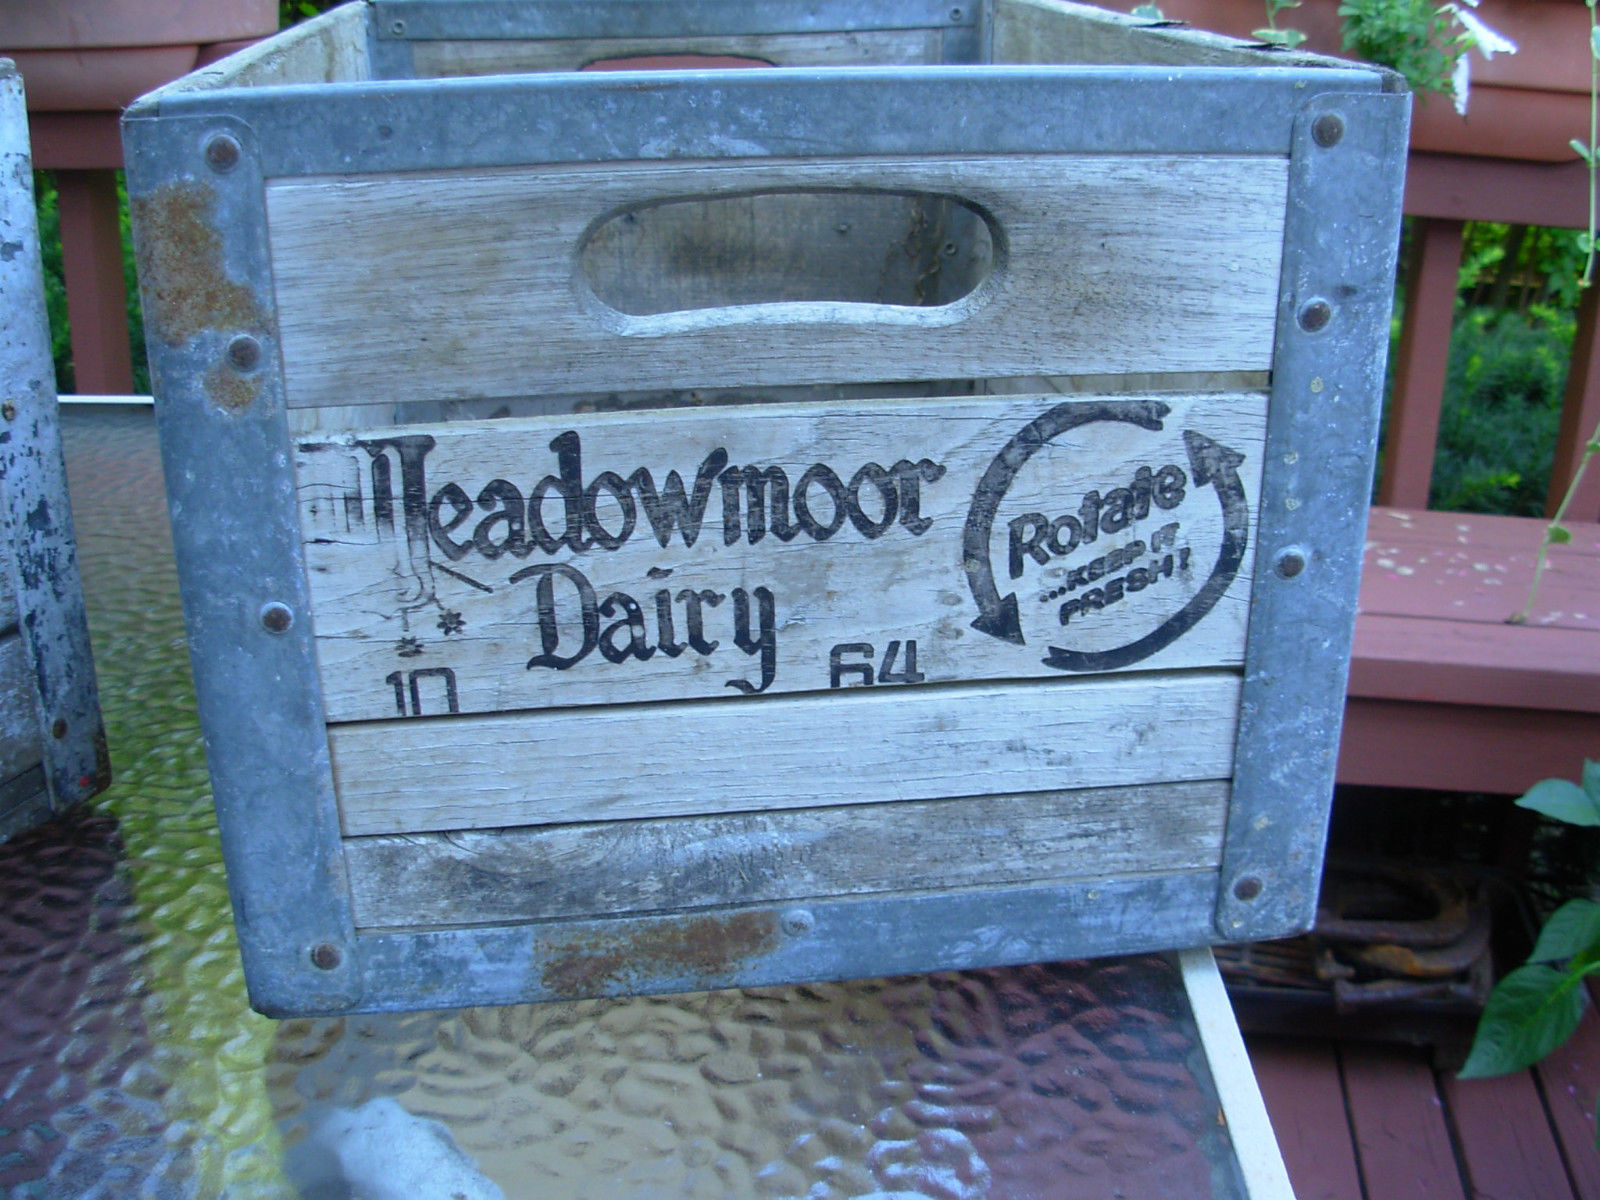 Meadowmoor
Dairy
10 64
Rotate
...KEEP IT
FRESH!